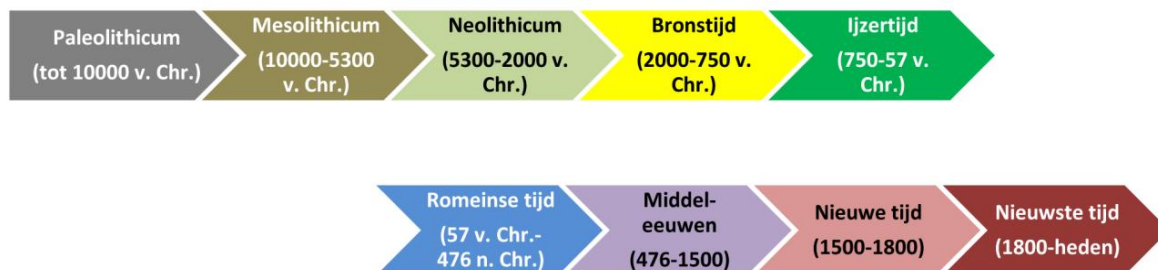 Paleolithicum
(tot 10000 v. Chr.)
Mesolithicum
(10000-5300
v. Chr.)
Neolithicum
(5300-2000 v.
Chr.)
Bronstijd
(2000-750 v.
Chr.)
Ijzertijd
(750-57 v.
Chr.)
Romeinse tijd
(57 v. Chr.-
476 n. Chr.)
Middel-
eeuwen
(476-1500)
Nieuwe tijd
(1500-1800)
Nieuwste tijd
(1800-heden)